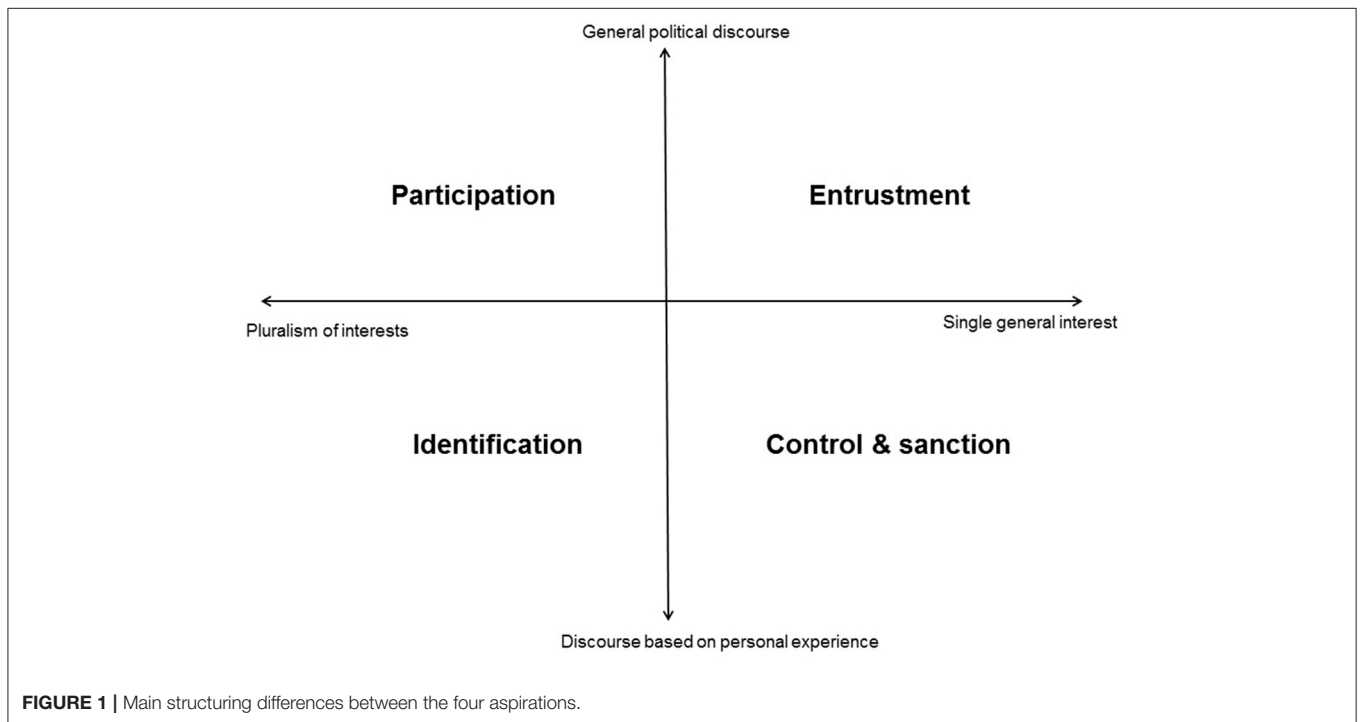 General political discourse
Participation
Entrustment
Pluralism of interests
Single general interest
Identification
Control & sanction
Discourse based on personal experience
FIGURE 1 | Main structuring differences between the four aspirations.